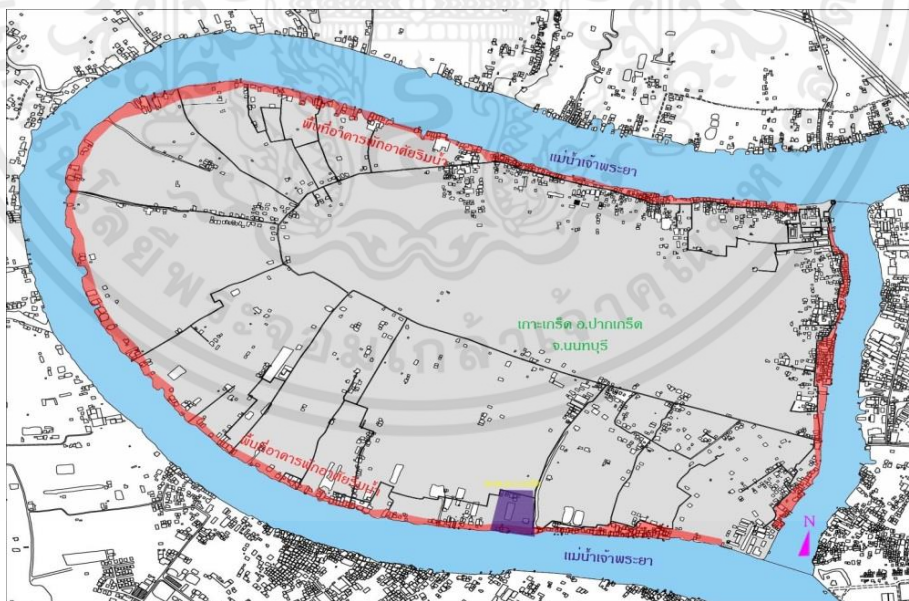 พื้นที่อาคารพักอาศัยริมน้ำ
แม่น้ำเจ้าพระยา
เกาะเกร็ด อ.ปากเกร็ด
จ.นนทบุรี
พื้นที่อาคารพักอาศัยริมน้ำ
แม่น้ำเจ้าพระยา
N